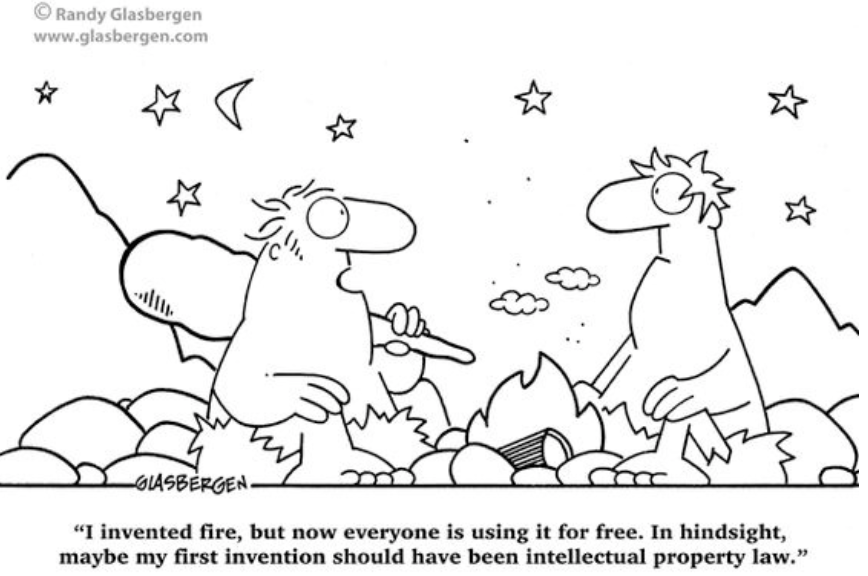 © Randy Glasbergen
www.glasbergen.com
GLASBERGEN
“I invented fire, but now everyone is using it for free. In hindsight,
maybe my first invention should have been intellectual property law.”